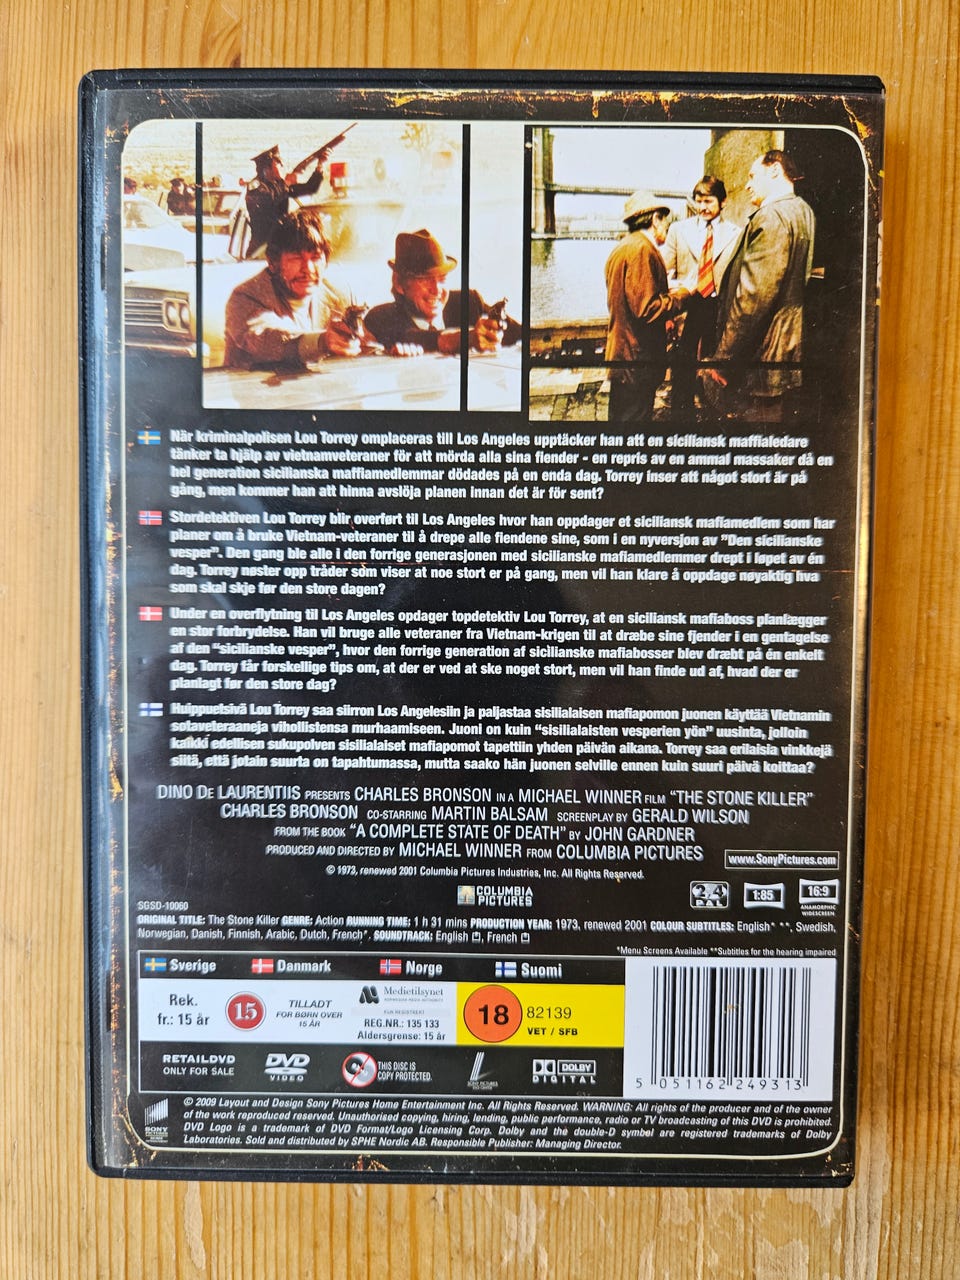 När kriminalpolisen Lou Torrey omplaceras till Los Angeles upptäcker han att en siciliansk maffialedare
tänker ta hjälp av vietnamveteraner för att mörda alla sina fiender - en repris av en ammal massaker då en
hel generation sicilianska maffiamedlemmar dödades på en enda dag. Torrey inser att något stort är på
gång, men kommer han att hinna avslöja planen innan det är för sent?
Stordetektiven Lou Torrey blir overført til Los Angeles hvor han oppdager et siciliansk mafiamedlem som har
planer om å bruke Vietnam-veteraner til å drepe alle fiendene sine, som i en nyversjon av "Den sicilianske
vesper". Den gang ble alle i den forrige generasjonen med sicilianske mafiamedlemmer drept i løpet av én
dag. Torrey nøster opp tråder som viser at noe stort er på gang, men vil han klare å oppdage nøyaktig hva
som skal skje før den store dagen?
Under en overflytning til Los Angeles opdager topdetektiv Lou Torrey, at en siciliansk mafiaboss planlægger
en stor forbrydelse. Han vil bruge alle veteraner fra Vietnam-krigen til at dræbe sine fjender i en gentagelse
af den "sicilianske vesper", hvor den forrige generation af sicilianske mafiabosser blev dræbt på én enkelt
dag. Torrey får forskellige tips om, at der er ved at ske noget stort, men vil han finde ud af, hvad der er
planlagt før den store dag?
Huippuetsivä Lou Torrey saa siirron Los Angelesiin ja paljastaa sisilialaisen mafiapomon juonen käyttää Vietnamin
sotaveteraaneja vihollistensa murhaamiseen. Juoni on kuin "sisilialaisten vesperien yön" uusinta, jolloin
kaikki edellisen sukupolven sisilialaiset mafiapomot tapettiin yhden päivän aikana. Torrey saa erilaisia vinkkejä
siitä, että jotain suurta on tapahtumassa, mutta saako hän juonen selville ennen kuin suuri päivä koittaa?
DINO DE LAURENTIIS PRESENTS CHARLES BRONSON IN A MICHAEL WINNER FILM "THE STONE KILLER"
CHARLES BRONSON CO-STARRING MARTIN BALSAM SCREENPLAY BY GERALD WILSON
FROM THE BOOK "A COMPLETE STATE OF DEATH" BY JOHN GARDNER
PRODUCED AND DIRECTED BY MICHAEL WINNER FROM COLUMBIA PICTURES
www.SonyPictures.com
© 1973, renewed 2001 Columbia Pictures Industries, Inc. All Rights Reserved.
COLUMBIA
PICTURES
2,4
PAL
1:85
16:9
ANAMORPHIC
WIDESCREEN
SGSD-10060
ORIGINAL TITLE: The Stone Killer GENRE: Action RUNNING TIME: 1 h 31 mins PRODUCTION YEAR: 1973, renewed 2001 COLOUR SUBTITLES: English* **, Swedish,
Norwegian, Danish, Finnish, Arabic, Dutch, French*. SOUNDTRACK: English, French
*Menu Screens Available **Subtitles for the hearing impaired
Sverige Danmark Norge Suomi
Rek.
fr.: 15 år
15
TILLADT
FOR BØRN OVER
15 ÅR
Medietilsynet
NORWEGIAN MEDIA AUTHORITY
KUN REGISTRERT
REG.NR.: 135 133
Aldersgrense: 15 år
18
82139
VET / SFB
RETAILDVD
ONLY FOR SALE
DVD
VIDEO
THIS DISC IS
COPY PROTECTED.
DOLBY
DIGITAL
5 051162 249313
SONY
PICTURES
© 2009 Layout and Design Sony Pictures Home Entertainment Inc. All Rights Reserved. WARNING: All rights of the producer and of the owner
of the work reproduced reserved. Unauthorised copying, hiring, lending, public performance, radio or TV broadcasting of this DVD is prohibited.
DVD Logo is a trademark of DVD Format/Logo Licensing Corp. Dolby and the double-D symbol are registered trademarks of Dolby
Laboratories. Sold and distributed by SPHE Nordic AB. Responsible Publisher: Managing Director.